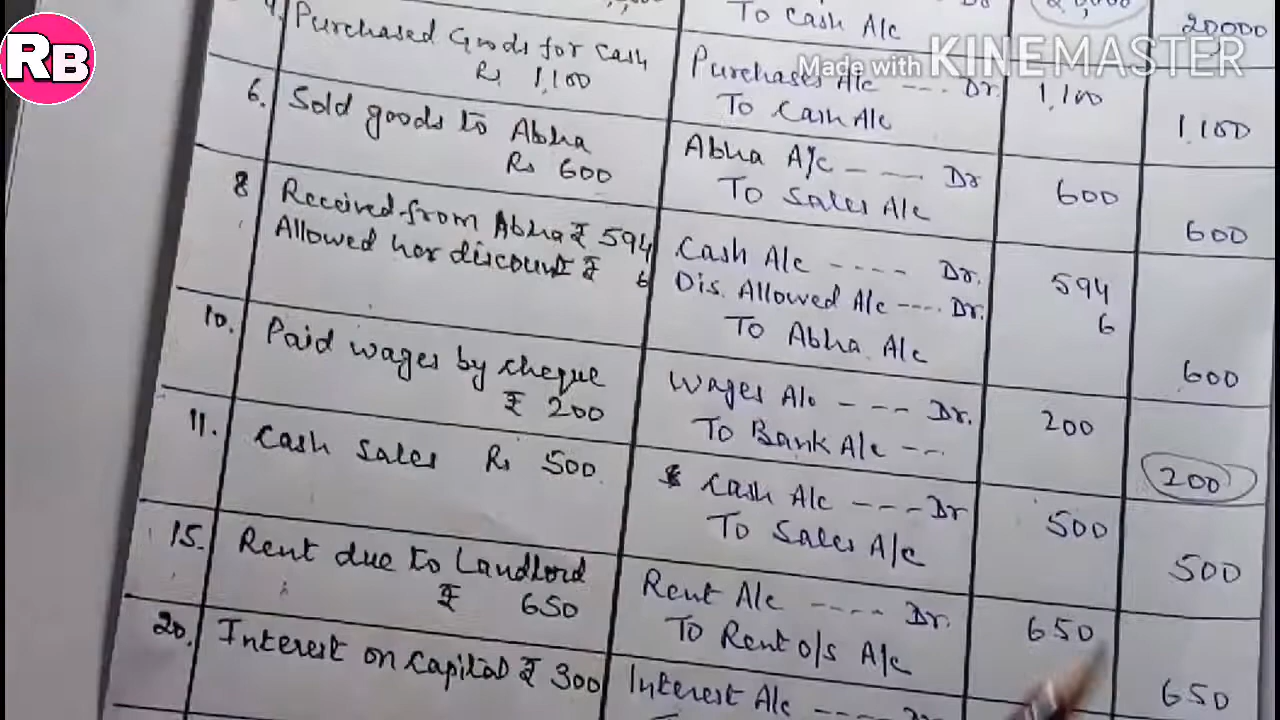 RB
Made with KINEMASTER
To Cash A/c 20000
4. Purchased Goods for Cash
Rs 1,100
Purchases A/c ---- Dr. 1,100
To Cash A/c 1,100
6. Sold goods to Abha
Rs 600
Abha A/c - --- Dr 600
To Sales A/c 600
8 Received from Abha ₹ 594
Allowed her discount ₹ 6
Cash A/c ---- Dr. 594
Dis. Allowed A/c ---- Dr. 6
To Abha A/c 600
10. Paid wages by cheque
₹ 200
Wages A/c - --- Dr. 200
To Bank A/c --- 200
11. Cash Sales Rs 500
Cash A/c ---- Dr 500
To Sales A/c 500
15. Rent due to Landlord
₹ 650
Rent A/c ---- Dr. 650
To Rent o/s A/c 650
20. Interest on capital ₹ 300
Interest A/c ----